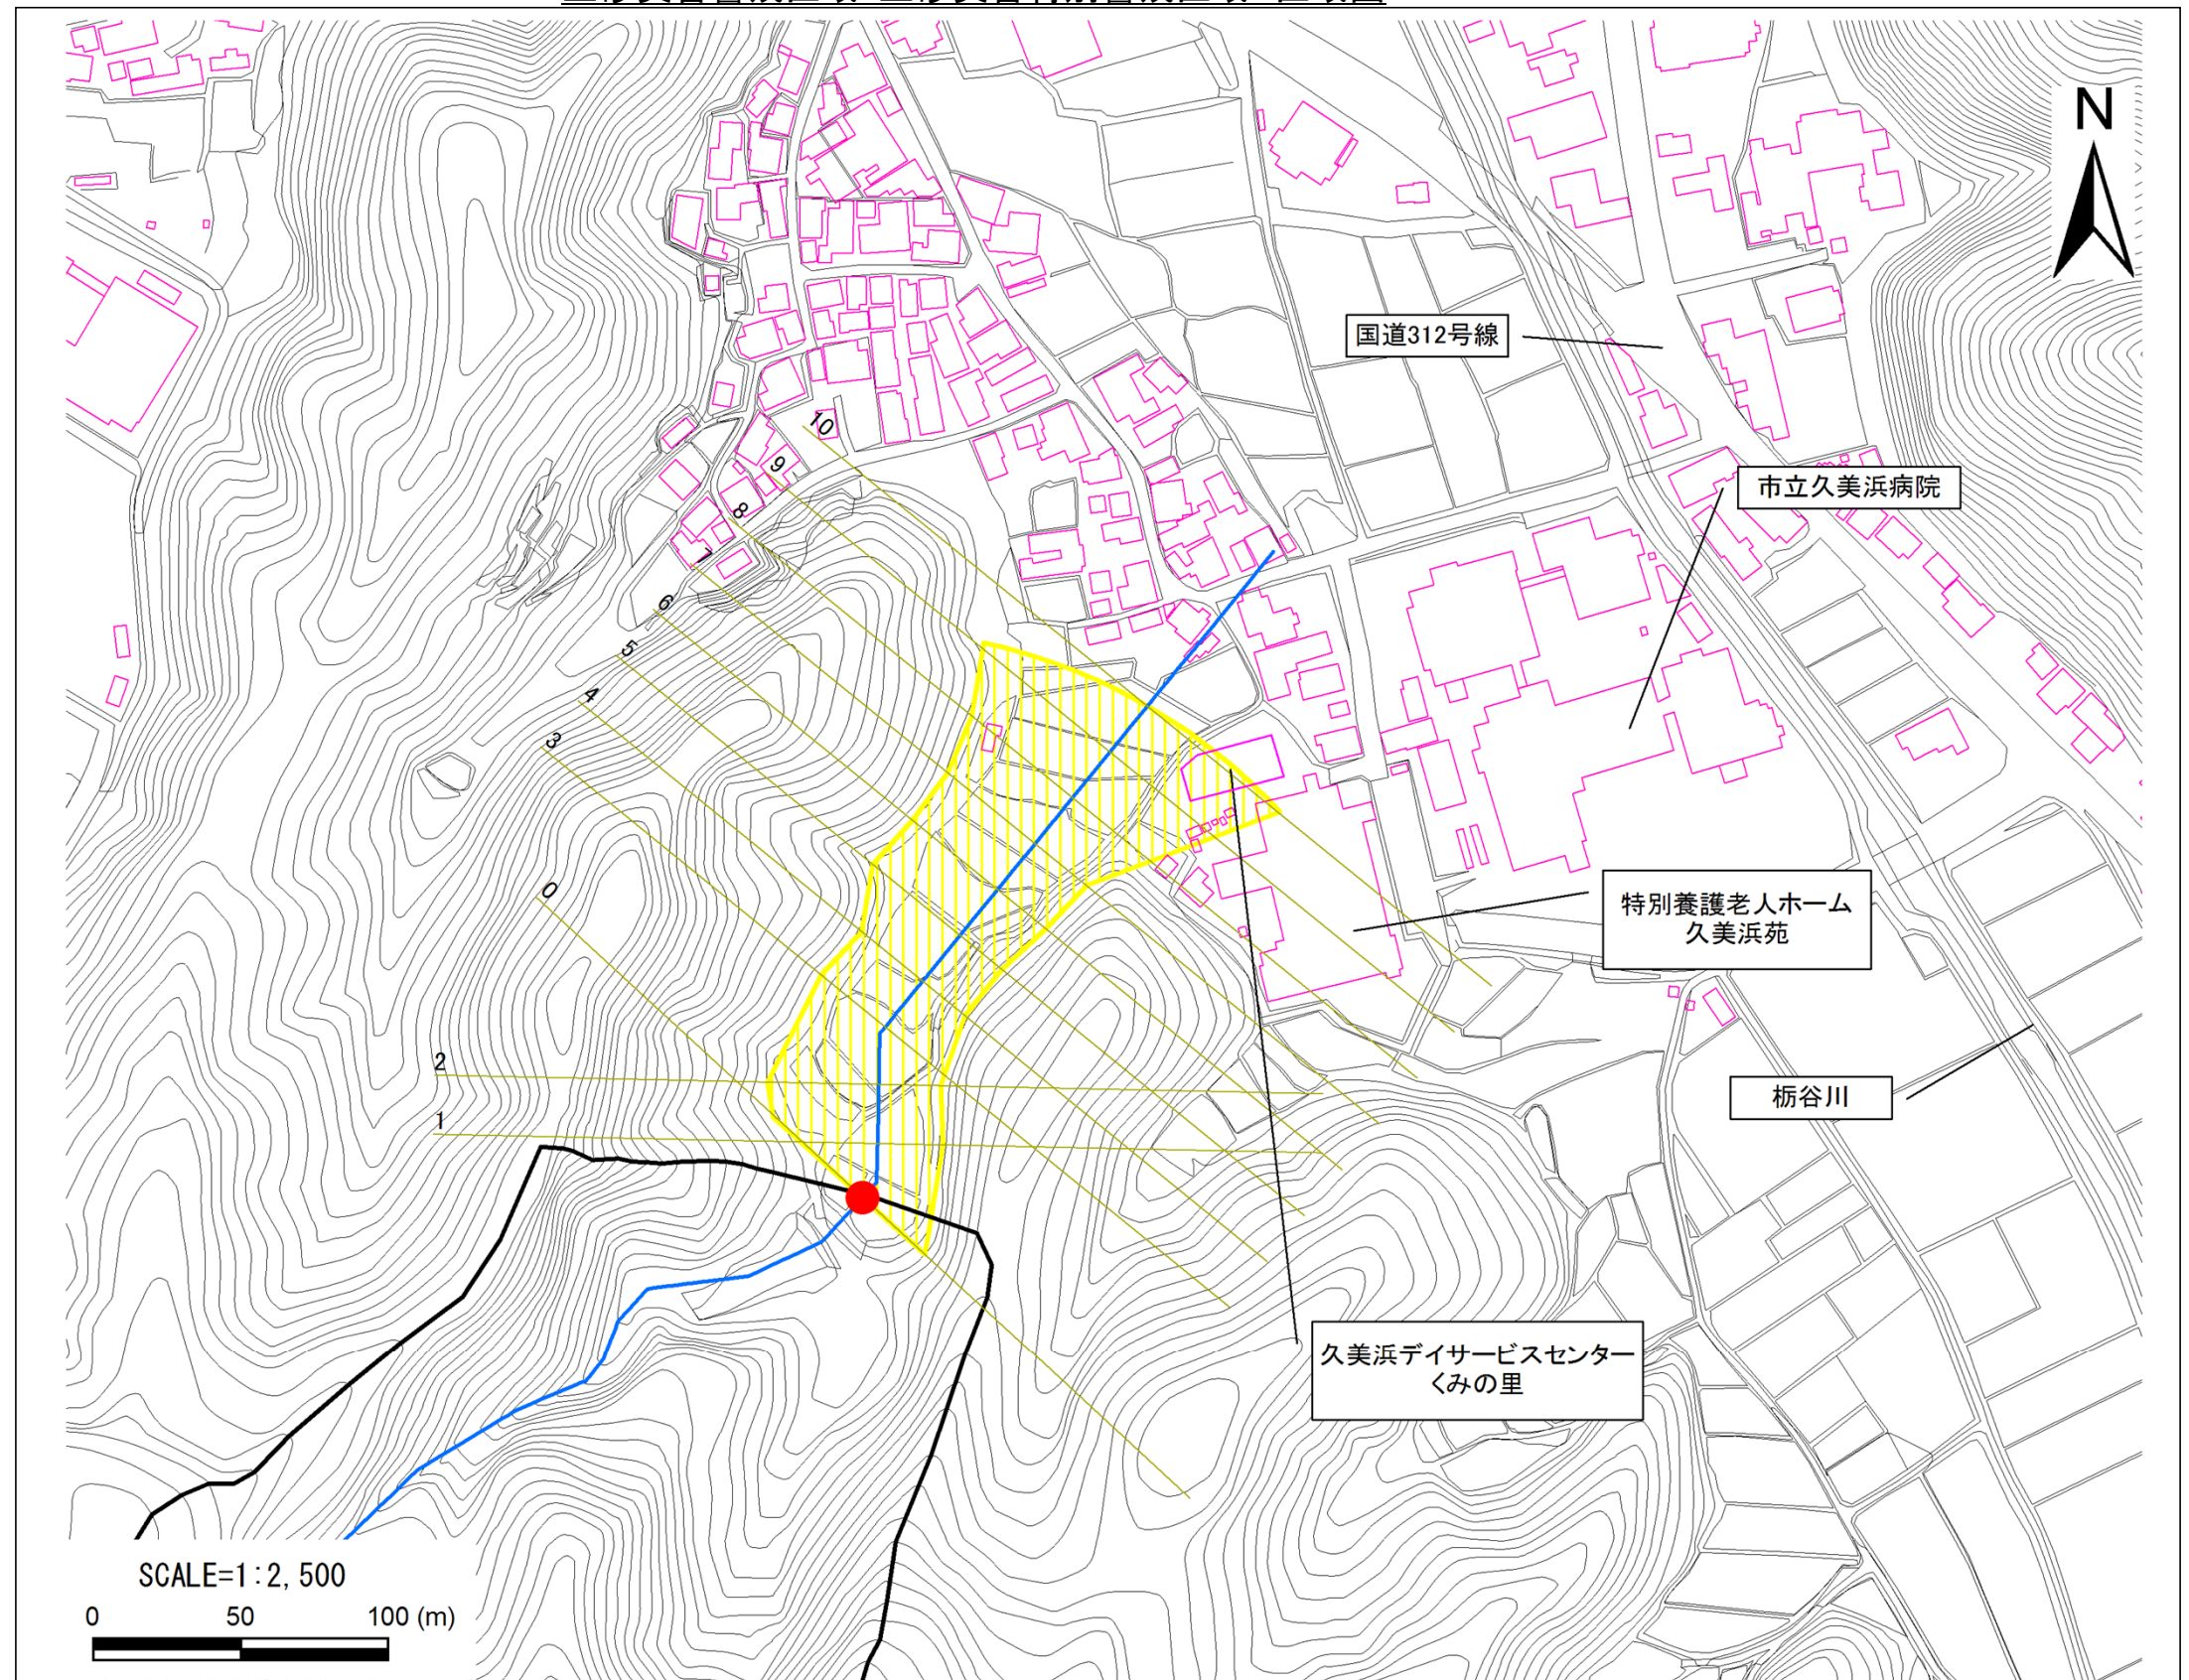 N
国道312号線
市立久美浜病院
10
9
8
7
6
5
4
3
特別養護老人ホーム
久美浜苑
0
2
1
栃谷川
久美浜デイサービスセンター
くみの里
SCALE=1:2,500
0 50 100 (m)